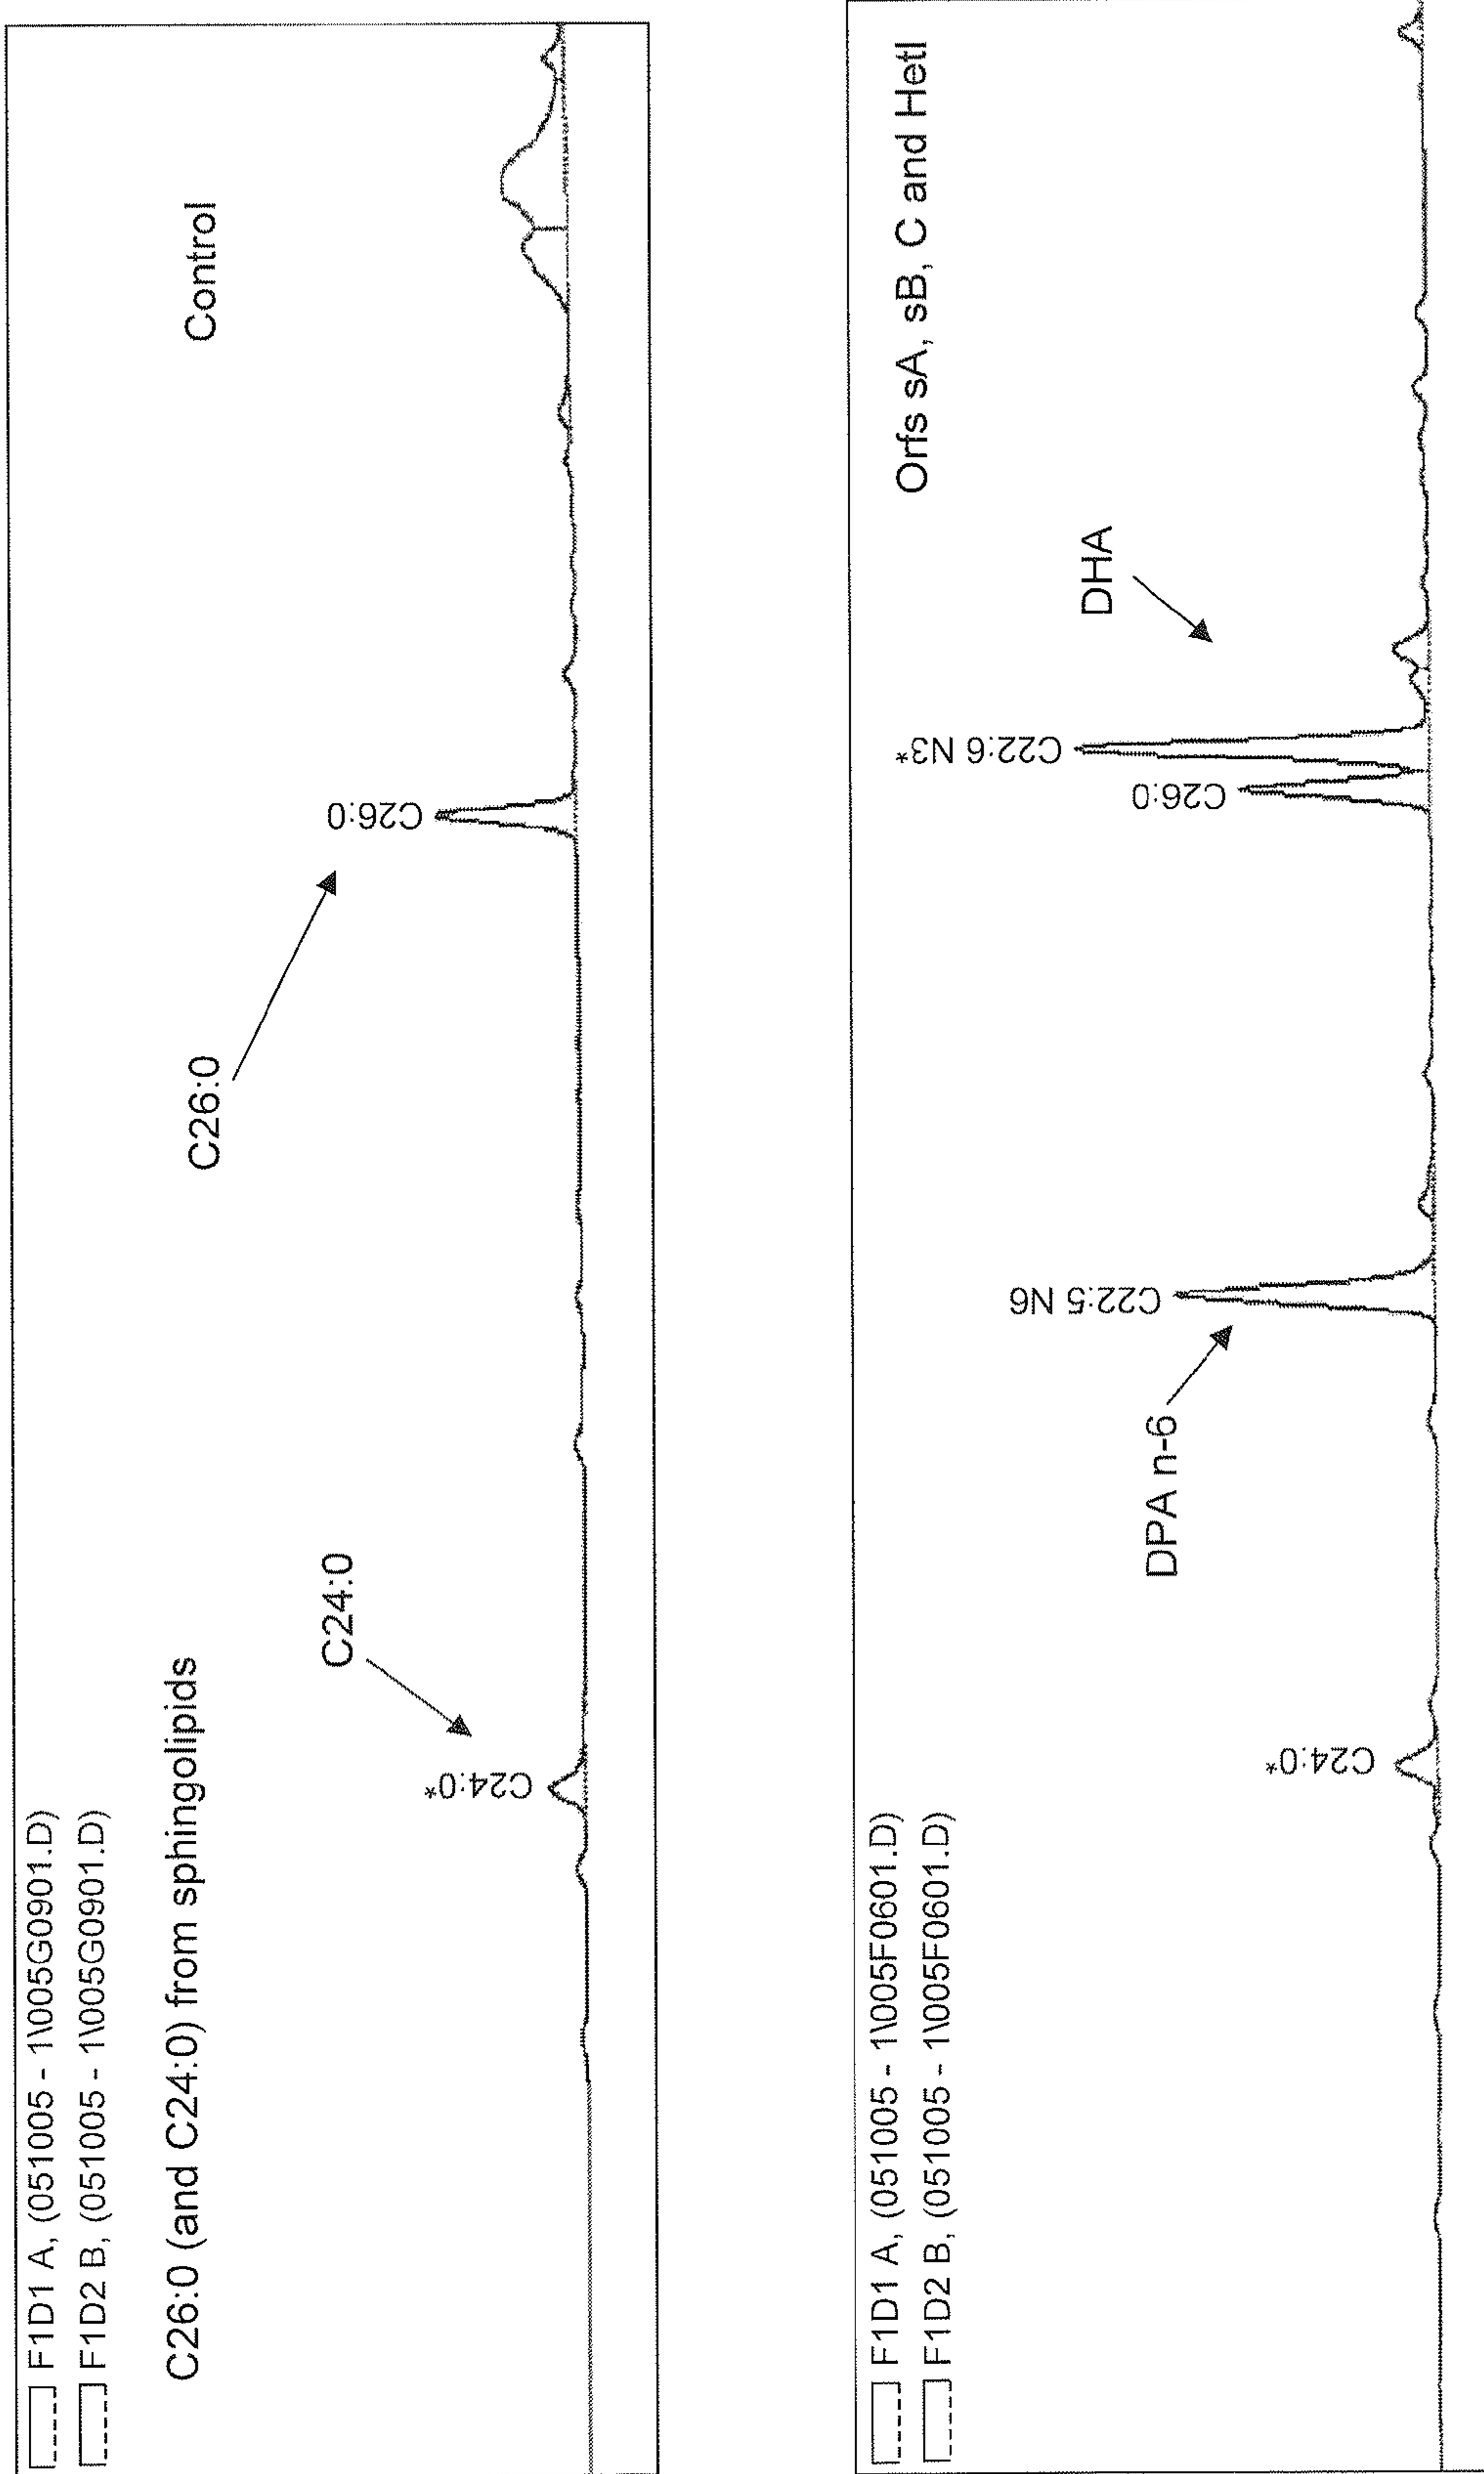 F1D1 A, (051005 - 1\005G0901.D)
F1D2 B, (051005 - 1\005G0901.D)
C26:0 (and C24:0) from sphingolipids
Control
C26:0
C24:0
C26:0
C24:0*
F1D1 A, (051005 - 1\005F0601.D)
F1D2 B, (051005 - 1\005F0601.D)
Orfs sA, sB, C and HetI
DHA
C22:6 N3*
C26:0
C22:5 N6
DPA n-6
C24:0*